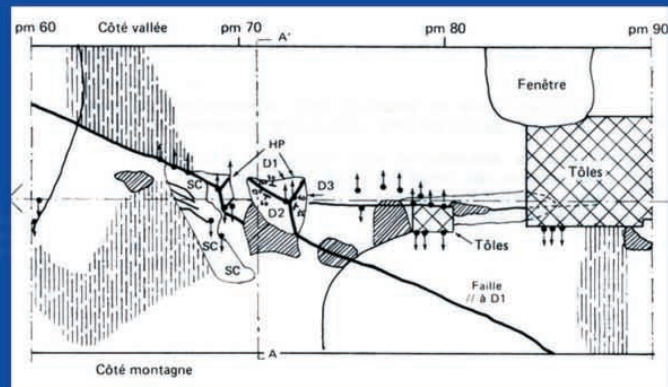 pm 60 Côté vallée pm 70 A' pm 80 pm 90
Fenêtre
HP
D1
SC
D3
Tôles
D2
SC
Tôles
SC
Faille
// à D1
A
Côté montagne